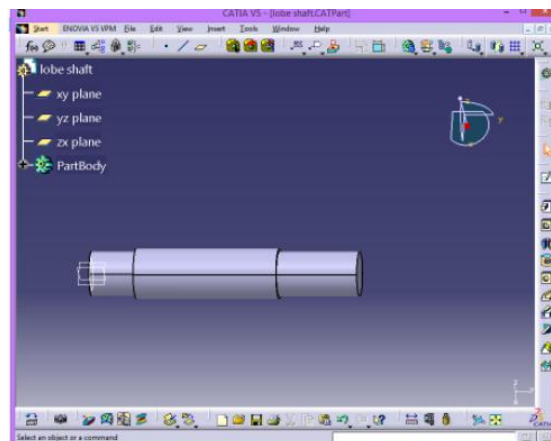 CATIA V5 - [lobe shaft.CATPart]
Start ENOVIA V5 VPM File Edit View Insert Tools Window Help
lobe shaft
xy plane
yz plane
zx plane
PartBody
y
Select an object or a command